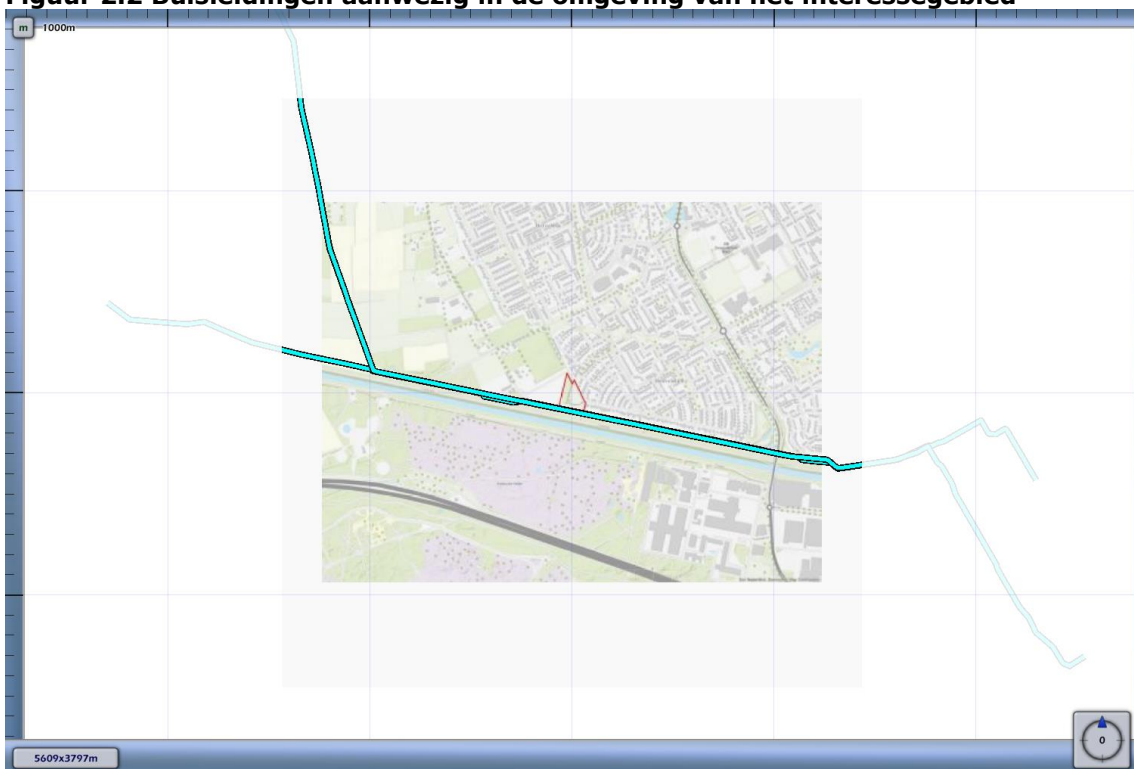 Figuur 2.2 Buisleidingen aanwezig in de omgeving van het interessegebied
m
1000m
0
5609x3797m